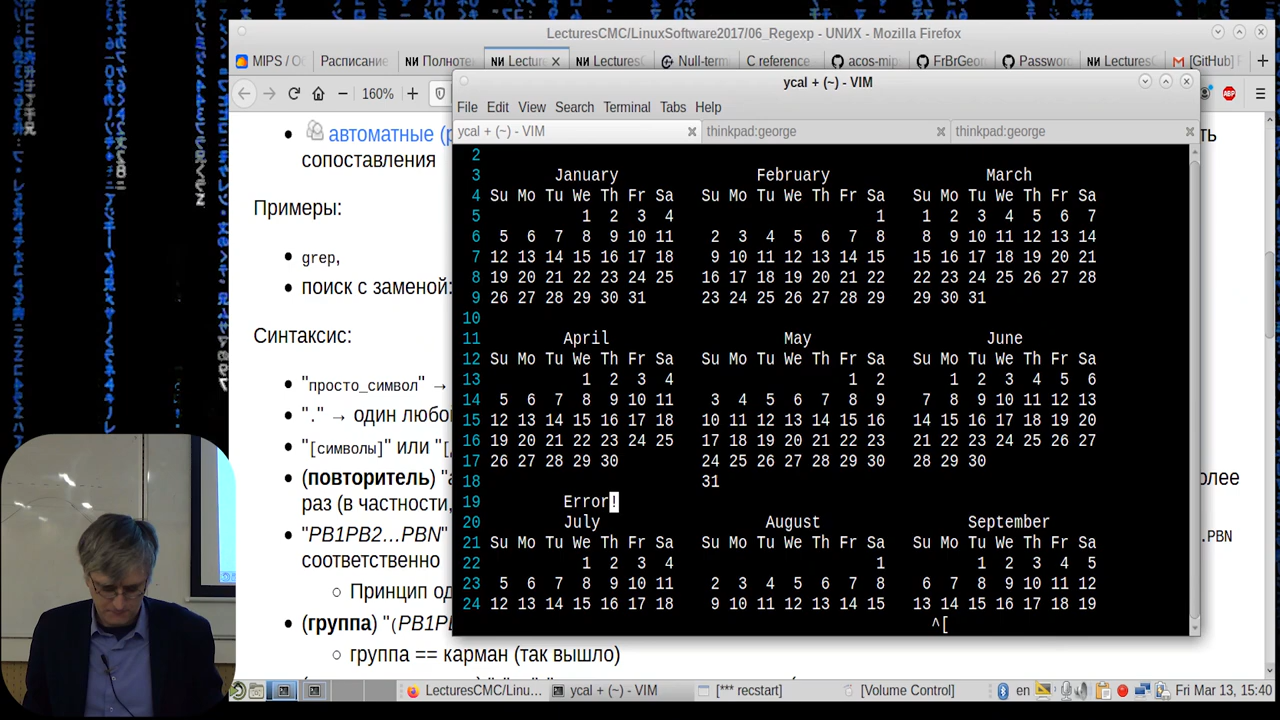 LecturesCMC/LinuxSoftware2017/06_Regexp - UNИX - Mozilla Firefox
MIPS / О Расписание ИИ Полноте ИИ Lecture ИИ LecturesC Null-term C reference acos-mip FrBrGeor Passwor ИИ LecturesC [GitHub]
160%
ycal + (~) - VIM
File Edit View Search Terminal Tabs Help
ycal + (~) - VIM thinkpad:george thinkpad:george
автоматные (р
ть
сопоставления
Примеры:
grep,
поиск с заменой:
Синтаксис:
"просто_символ" →
"." → один любо
"[символы]" или "[
(повторитель) "а
олее
раз (в частности,
"PB1PB2…PBN"
.PBN
соответственно
Принцип од
(группа) "(PB1PB
группа == карман (так вышло)
2
3 January February March
4 Su Mo Tu We Th Fr Sa Su Mo Tu We Th Fr Sa Su Mo Tu We Th Fr Sa
5 1 2 3 4 1 1 2 3 4 5 6 7
6 5 6 7 8 9 10 11 2 3 4 5 6 7 8 8 9 10 11 12 13 14
7 12 13 14 15 16 17 18 9 10 11 12 13 14 15 15 16 17 18 19 20 21
8 19 20 21 22 23 24 25 16 17 18 19 20 21 22 22 23 24 25 26 27 28
9 26 27 28 29 30 31 23 24 25 26 27 28 29 29 30 31
10
11 April May June
12 Su Mo Tu We Th Fr Sa Su Mo Tu We Th Fr Sa Su Mo Tu We Th Fr Sa
13 1 2 3 4 1 2 1 2 3 4 5 6
14 5 6 7 8 9 10 11 3 4 5 6 7 8 9 7 8 9 10 11 12 13
15 12 13 14 15 16 17 18 10 11 12 13 14 15 16 14 15 16 17 18 19 20
16 19 20 21 22 23 24 25 17 18 19 20 21 22 23 21 22 23 24 25 26 27
17 26 27 28 29 30 24 25 26 27 28 29 30 28 29 30
18 31
19 Error!
20 July August September
21 Su Mo Tu We Th Fr Sa Su Mo Tu We Th Fr Sa Su Mo Tu We Th Fr Sa
22 1 2 3 4 1 1 2 3 4 5
23 5 6 7 8 9 10 11 2 3 4 5 6 7 8 6 7 8 9 10 11 12
24 12 13 14 15 16 17 18 9 10 11 12 13 14 15 13 14 15 16 17 18 19
^[
LecturesCMC/Linu... ycal + (~) - VIM [*** recstart] [Volume Control] en Fri Mar 13, 15:40